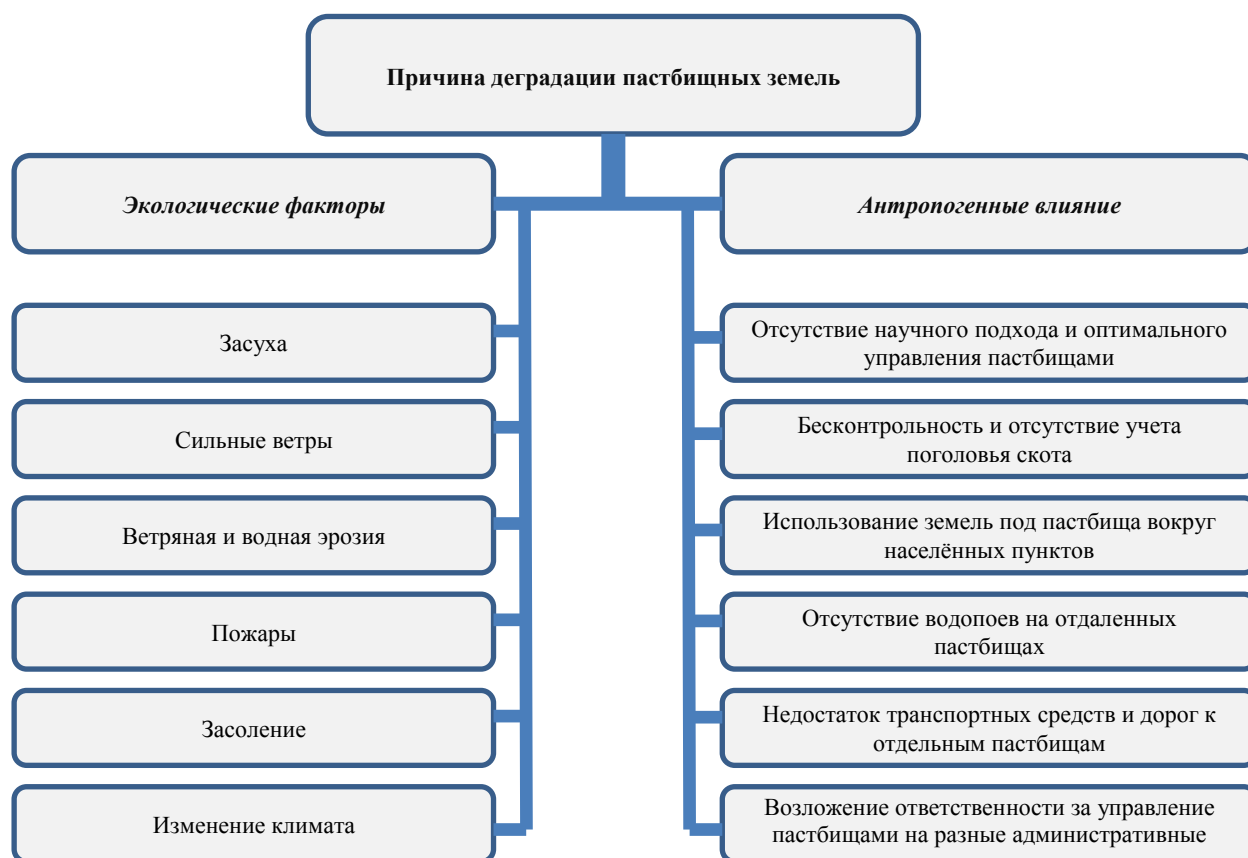 Причина деградации пастбищных земель
Экологические факторы
Засуха
Сильные ветры
Ветряная и водная эрозия
Пожары
Засоление
Изменение климата
Антропогенные влияние
Отсутствие научного подхода и оптимального
управления пастбищами
Бесконтрольность и отсутствие учета
поголовья скота
Использование земель под пастбища вокруг
населённых пунктов
Отсутствие водопоев на отдаленных
пастбищах
Недостаток транспортных средств и дорог к
отдельным пастбищам
Возложение ответственности за управление
пастбищами на разные административные